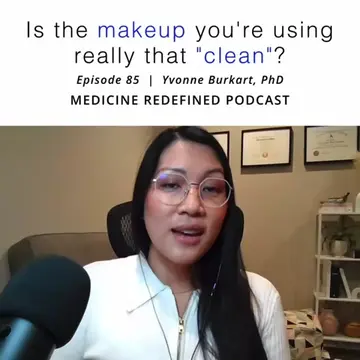 Is the makeup you're using
really that "clean"?
Episode 85 | Yvonne Burkart, PhD
MEDICINE REDEFINED PODCAST